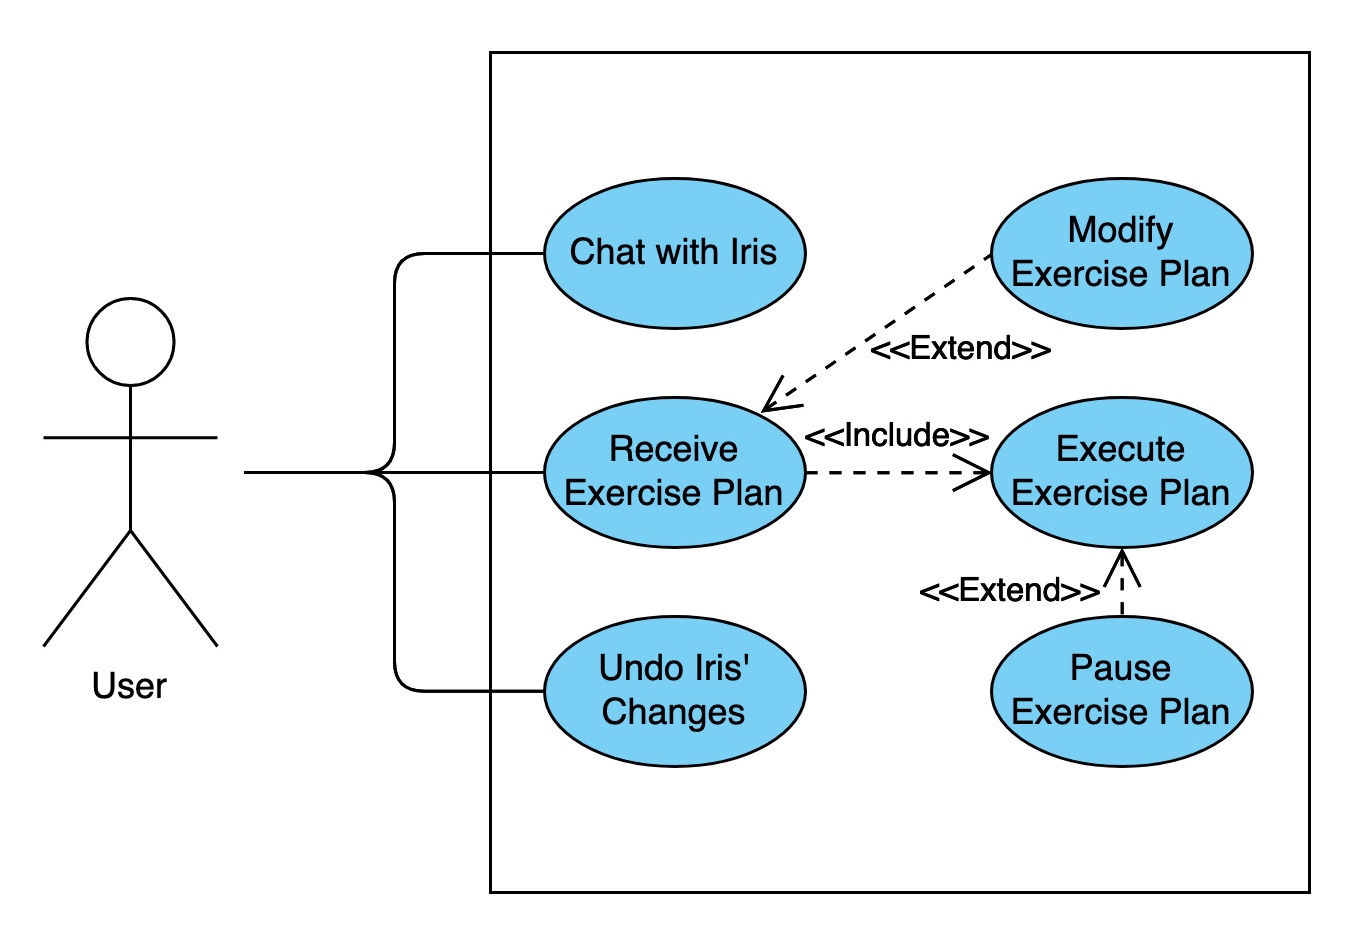 Chat with Iris
Modify
Exercise Plan
<<Extend>>
Receive
Exercise Plan
<<Include>>
Execute
Exercise Plan
<<Extend>>
Undo Iris'
Changes
Pause
Exercise Plan
User